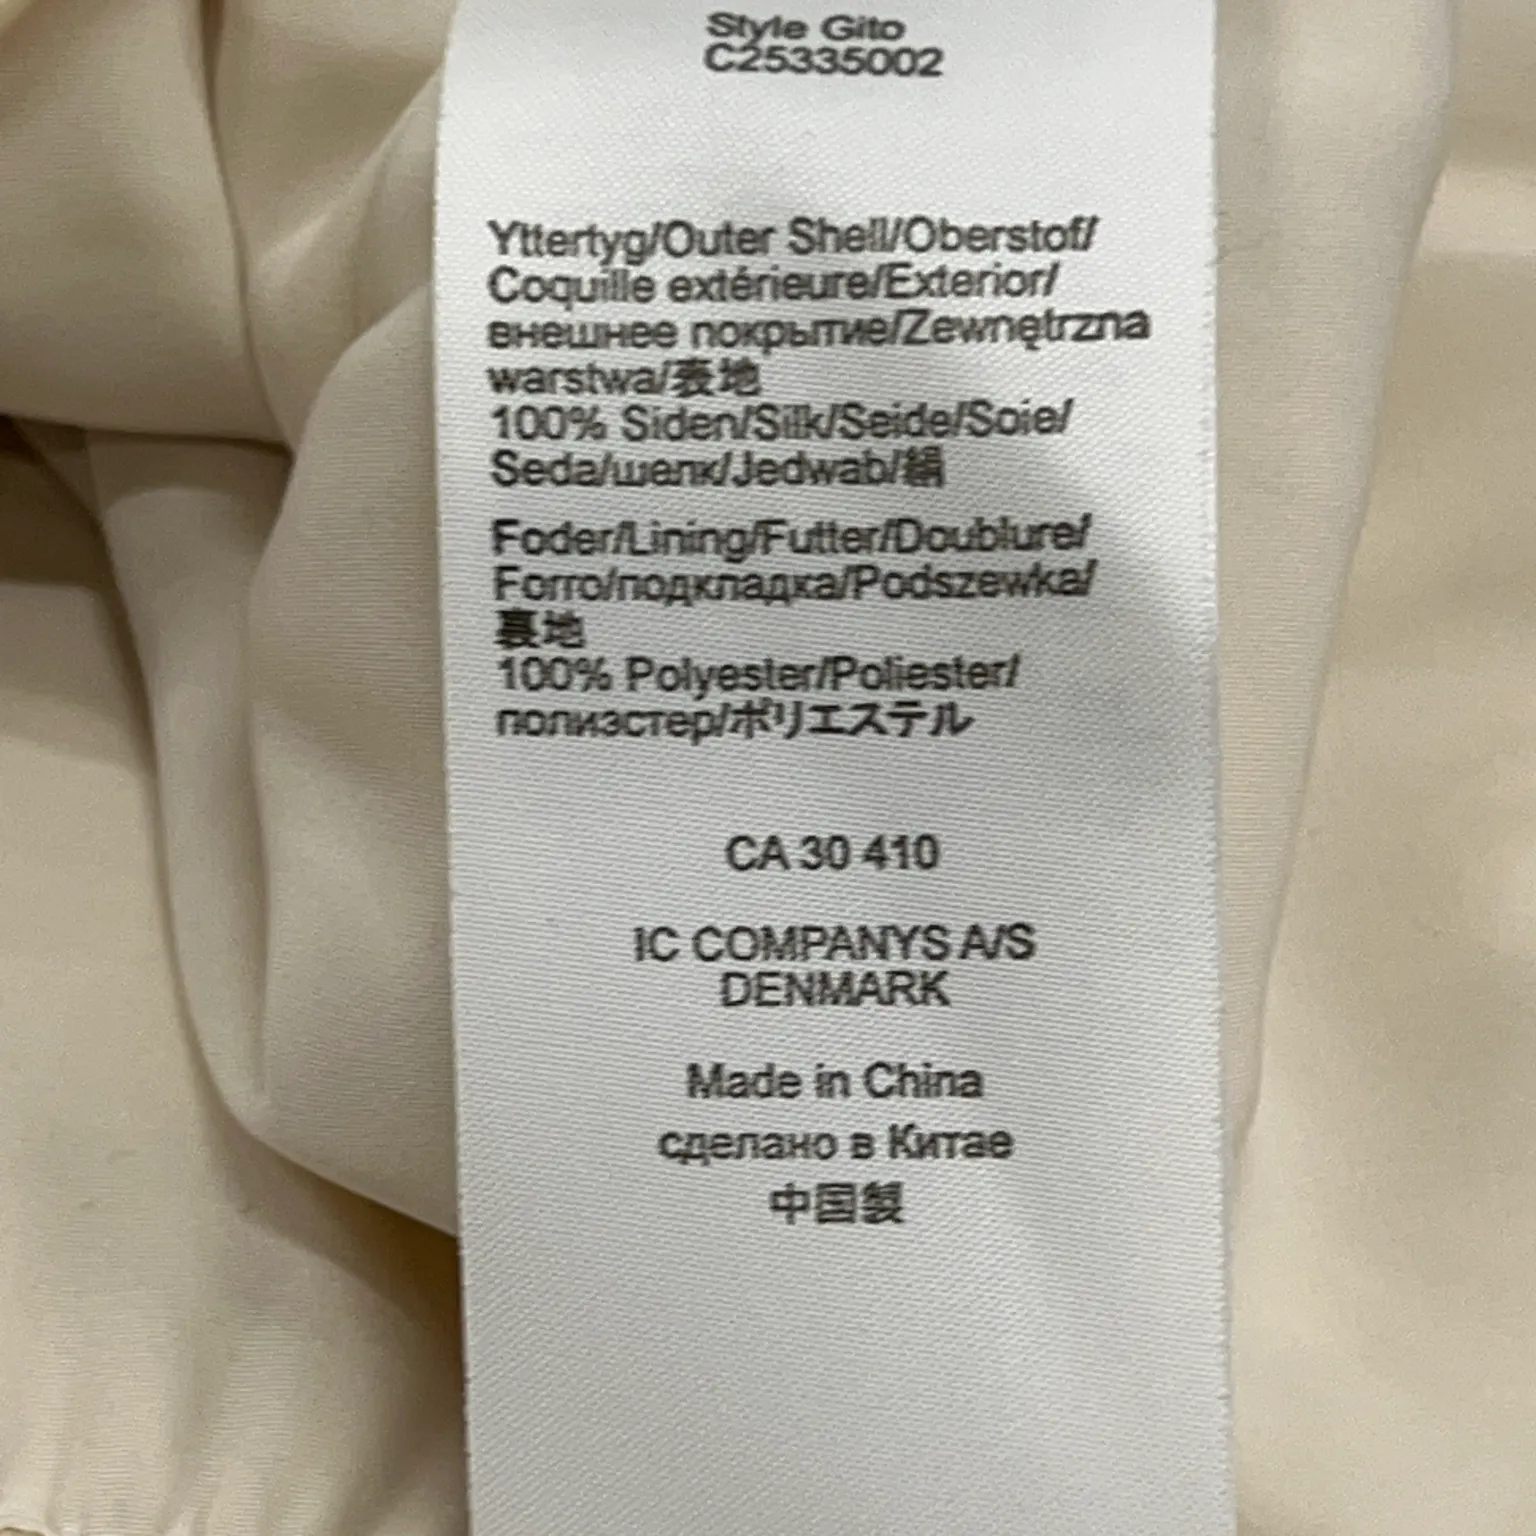 Style Gito
C25335002
Yttertyg/Outer Shell/Oberstoff/
Coquille extérieure/Exterior/
внешнее покрытие/Zewnętrzna
warstwa/表地
100% Siden/Silk/Seide/Soie/
Seda/шелк/Jedwab/絹
Foder/Lining/Futter/Doublure/
Forro/подкладка/Podszewka/
裏地
100% Polyester/Poliester/
полиэстер/ポリエステル
CA 30 410
IC COMPANYS A/S
DENMARK
Made in China
сделано в Китае
中国製